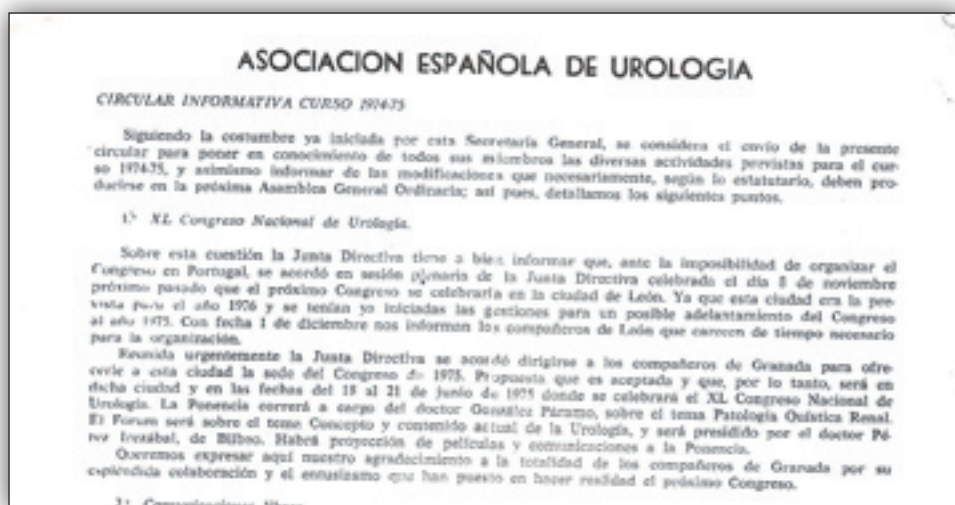 ASOCIACION ESPAÑOLA DE UROLOGIA
CIRCULAR INFORMATIVA CURSO 1974-75
Siguiendo la costumbre ya iniciada por esta Secretaría General, se considera el envío de la presente
circular para poner en conocimiento de todos sus miembros las diversas actividades previstas para el cur-
so 1974-75, y asimismo informar de las modificaciones que necesariamente, según lo estatutario, deben pro-
ducirse en la próxima Asamblea General Ordinaria; así pues, detallamos los siguientes puntos.
1.º XL Congreso Nacional de Urología.
Sobre esta cuestión la Junta Directiva tiene a bien informar que, ante la imposibilidad de organizar el
Congreso en Portugal, se acordó en sesión plenaria de la Junta Directiva celebrada el día 8 de noviembre
próximo pasado que el próximo Congreso se celebraría en la ciudad de León. Ya que esta ciudad era la pre-
vista para el año 1976 y se tenían ya iniciadas las gestiones para un posible adelantamiento del Congreso
al año 1975. Con fecha 1 de diciembre nos informan los compañeros de León que carecen de tiempo necesario
para la organización.
Reunida urgentemente la Junta Directiva se acordó dirigirse a los compañeros de Granada para ofre-
cerle a esta ciudad la sede del Congreso de 1975. Propuesta que es aceptada y que, por lo tanto, será en
dicha ciudad y en las fechas del 18 al 21 de Junio de 1975 donde se celebrará el XL Congreso Nacional de
Urología. La Ponencia correrá a cargo del doctor González Páramo, sobre el tema Patología Quística Renal.
El Forum será sobre el tema Concepto y contenido actual de la Urología, y será presidido por el doctor Pé-
rez Irezábal, de Bilbao. Habrá proyección de películas y comunicaciones a la Ponencia.
Queremos expresar aquí nuestro agradecimiento a la totalidad de los compañeros de Granada por su
espléndida colaboración y el entusiasmo que han puesto en hacer realidad el próximo Congreso.